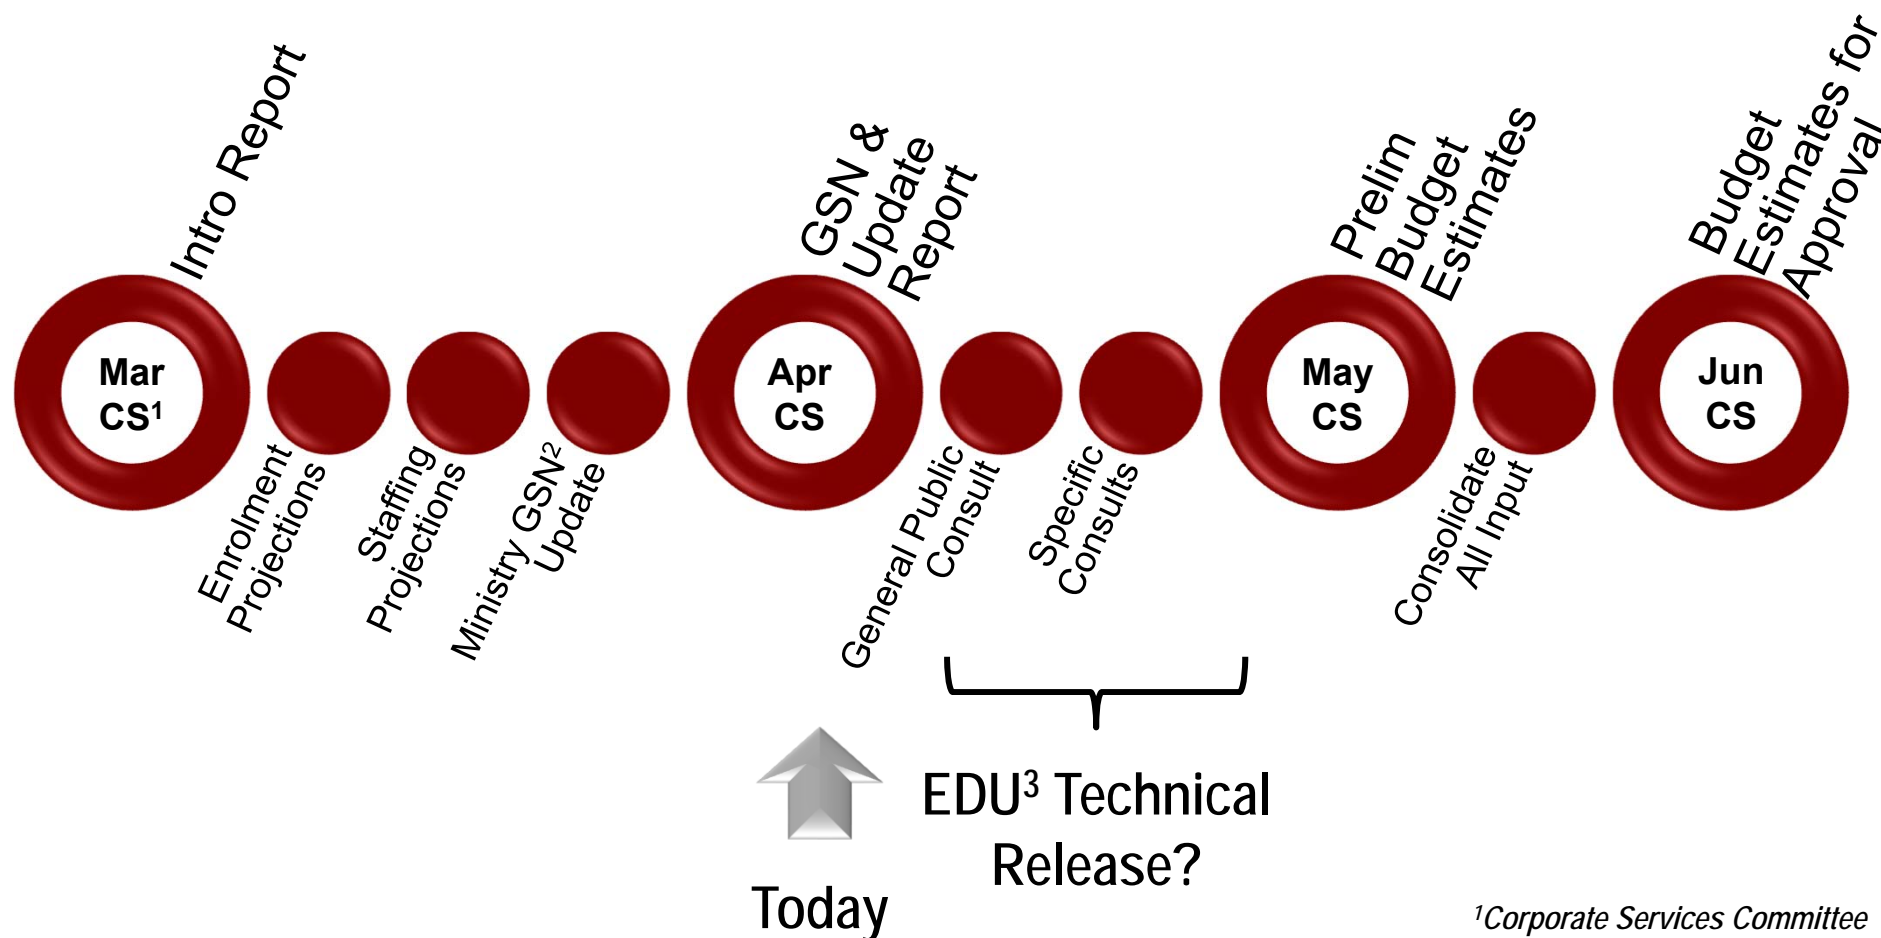 Intro Report
Mar
CS¹
Enrolment
Projections
Staffing
Projections
Ministry GSN²
Update
GSN &
Update
Report
Apr
CS
General Public
Consult
Specific
Consults
Prelim
Budget
Estimates
May
CS
Consolidate
All Input
Budget
Estimates for
Approval
Jun
CS
EDU³ Technical
Release?
Today
¹Corporate Services Committee